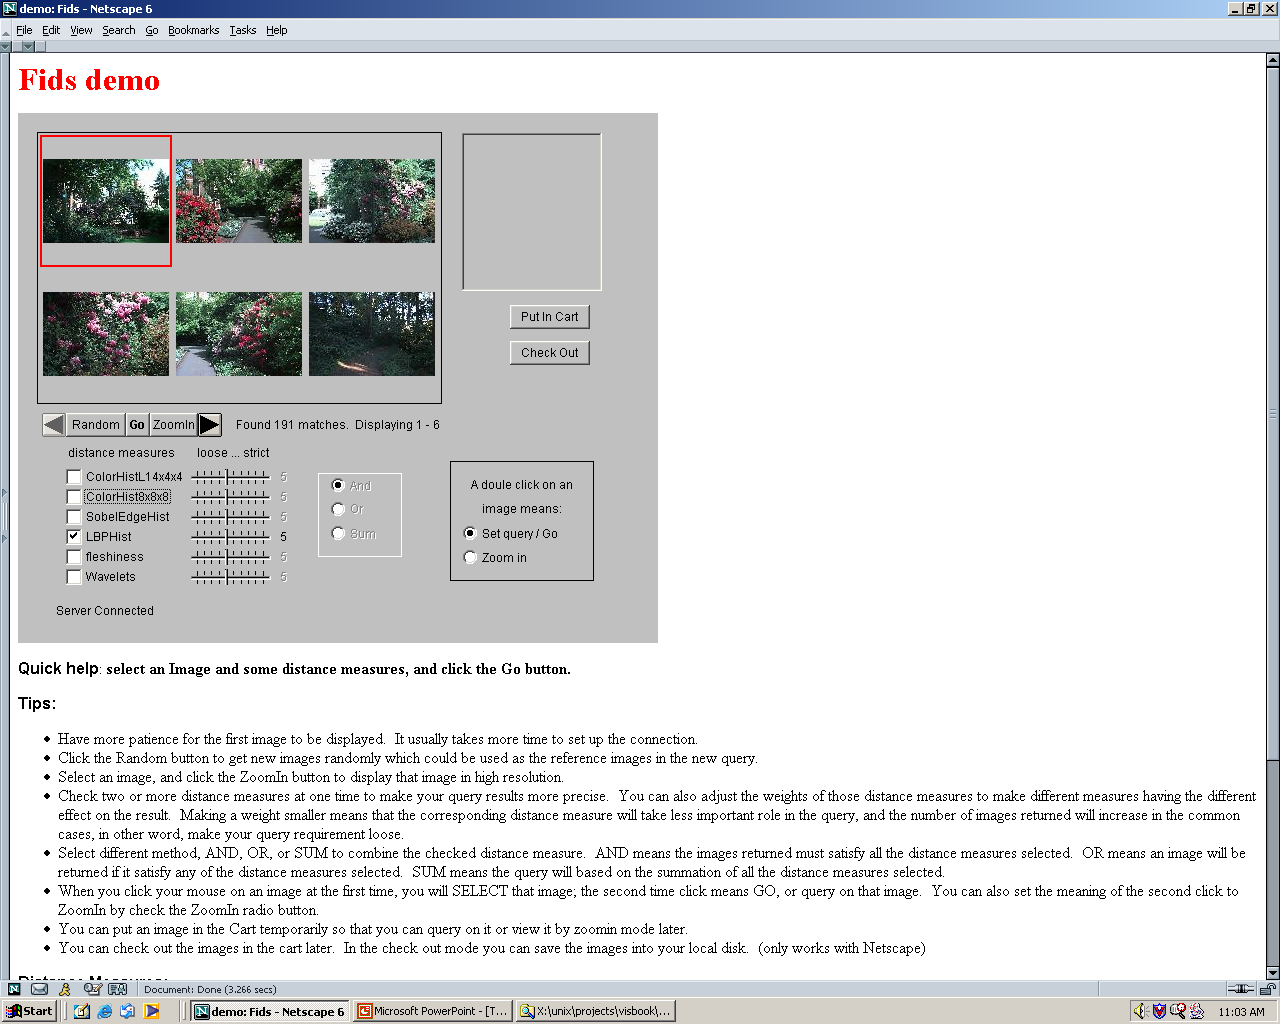 demo: Fids - Netscape 6
File Edit View Search Go Bookmarks Tasks Help
Fids demo
Put In Cart
Check Out
Random Go ZoomIn Found 191 matches. Displaying 1 - 6
distance measures loose ... strict
ColorHistL14x4x4 5
ColorHist8x8x8 5
SobelEdgeHist 5
LBPHist 5
fleshiness 5
Wavelets 5
And
Or
Sum
A doule click on an
image means:
Set query / Go
Zoom in
Server Connected
Quick help: select an Image and some distance measures, and click the Go button.
Tips:
Have more patience for the first image to be displayed. It usually takes more time to set up the connection.
Click the Random button to get new images randomly which could be used as the reference images in the new query.
Select an image, and click the ZoomIn button to display that image in high resolution.
Check two or more distance measures at one time to make your query results more precise. You can also adjust the weights of those distance measures to make different measures having the different
effect on the result. Making a weight smaller means that the corresponding distance measure will take less important role in the query, and the number of images returned will increase in the common
cases, in other word, make your query requirement loose.
Select different method, AND, OR, or SUM to combine the checked distance measure. AND means the images returned must satisfy all the distance measures selected. OR means an image will be
returned if it satisfy any of the distance measures selected. SUM means the query will based on the summation of all the distance measures selected.
When you click your mouse on an image at the first time, you will SELECT that image; the second time click means GO, or query on that image. You can also set the meaning of the second click to
ZoomIn by check the ZoomIn radio button.
You can put an image in the Cart temporarily so that you can query on it or view it by zoomin mode later.
You can check out the images in the cart later. In the check out mode you can save the images into your local disk. (only works with Netscape)
Distance Measures:
Document: Done (3.266 secs)
Start demo: Fids - Netscape 6 Microsoft PowerPoint - [T... X:\unix\projects\visbook\... 11:03 AM